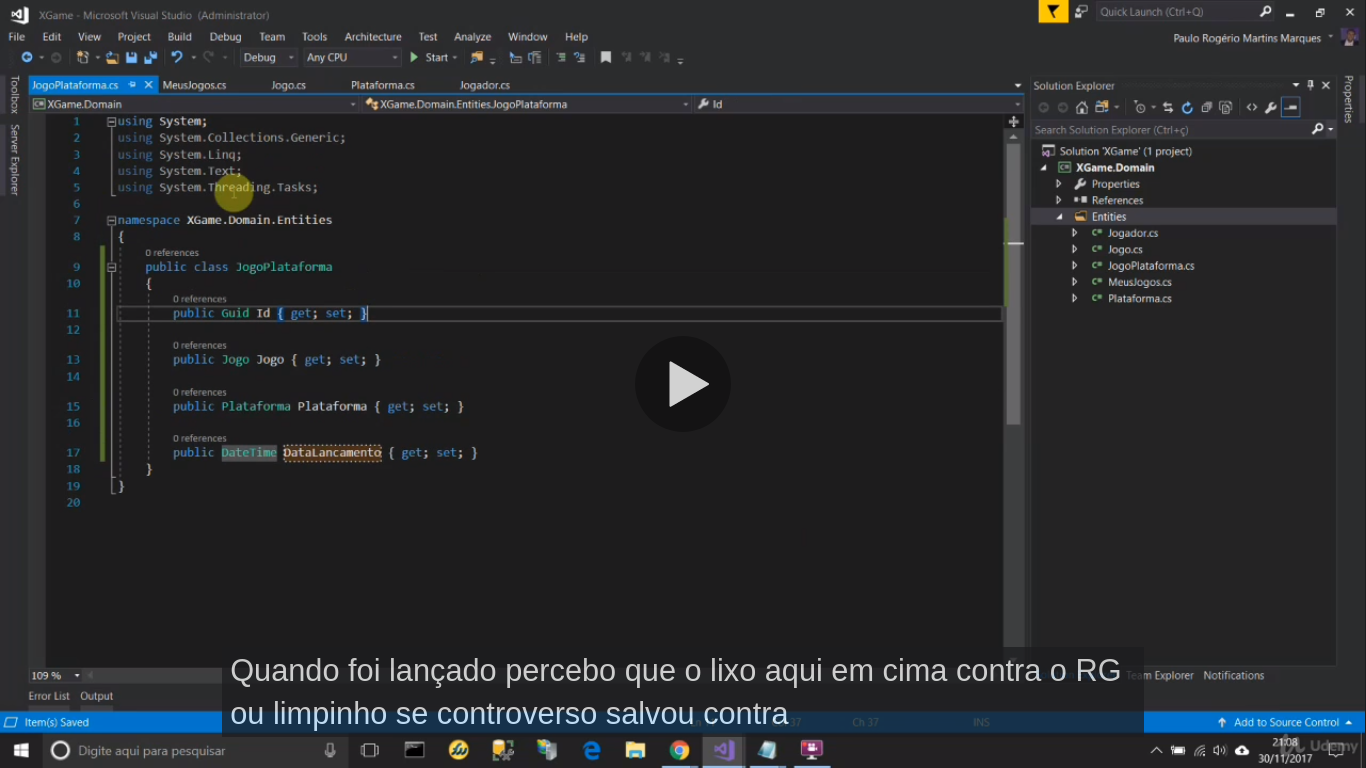 XGame - Microsoft Visual Studio (Administrator)
Quick Launch (Ctrl+Q)
File Edit View Project Build Debug Team Tools Architecture Test Analyze Window Help
Paulo Rogério Martins Marques
Debug Any CPU Start
JogoPlataforma.cs MeusJogos.cs Jogo.cs Plataforma.cs Jogador.cs
XGame.Domain XGame.Domain.Entities.JogoPlataforma Id
Toolbox
Server Explorer
1 using System;
2 using System.Collections.Generic;
3 using System.Linq;
4 using System.Text;
5 using System.Threading.Tasks;
6
7 namespace XGame.Domain.Entities
8 {
0 references
9 public class JogoPlataforma
10 {
0 references
11 public Guid Id { get; set; }
12
0 references
13 public Jogo Jogo { get; set; }
14
0 references
15 public Plataforma Plataforma { get; set; }
16
0 references
17 public DateTime DataLancamento { get; set; }
18 }
19 }
20
Solution Explorer
Search Solution Explorer (Ctrl+ç)
Solution 'XGame' (1 project)
XGame.Domain
Properties
References
Entities
Jogador.cs
Jogo.cs
JogoPlataforma.cs
MeusJogos.cs
Plataforma.cs
Properties
109 %
Quando foi lançado percebo que o lixo aqui em cima contra o RG
ou limpinho se controverso salvou contra
Team Explorer Notifications
Error List Output
Item(s) Saved
Ch 37 INS
Add to Source Control
Digite aqui para pesquisar
21:08
30/11/2017
Udemy